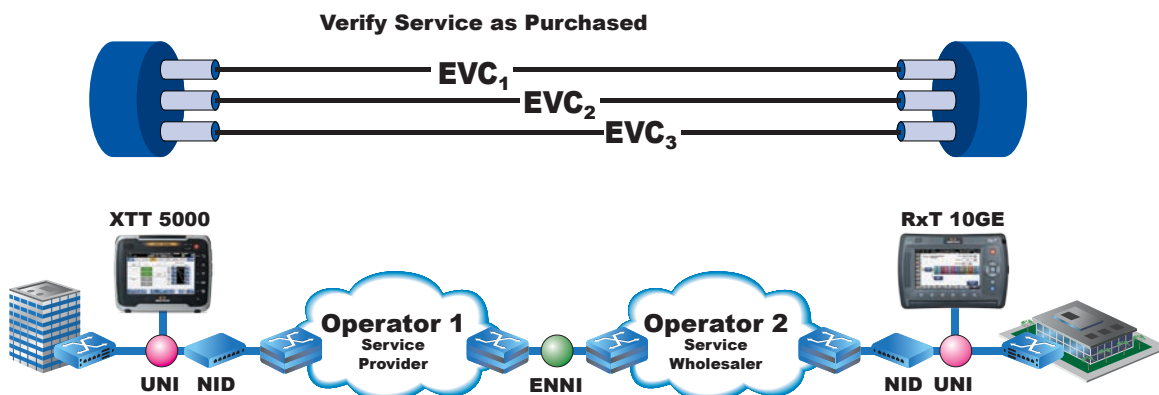 Verify Service as Purchased
EVC1
EVC2
EVC3
XTT 5000
RxT 10GE
Operator 1
Service
Provider
Operator 2
Service
Wholesaler
UNI
NID
ENNI
NID
UNI